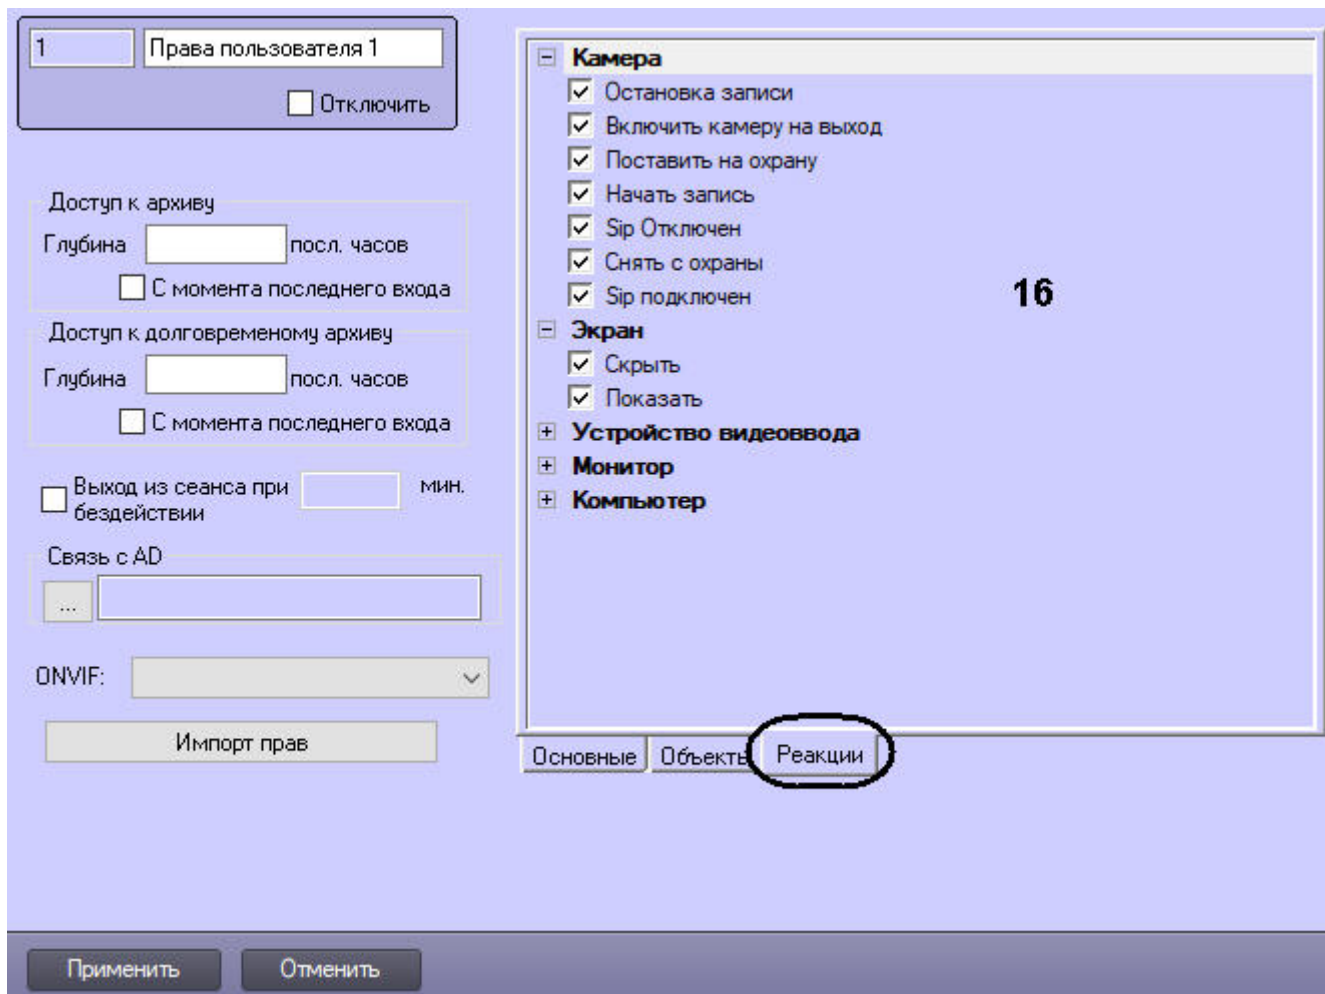 1
Права пользователя 1
Отключить
Доступ к архиву
Глубина посл. часов
С момента последнего входа
Доступ к долговременому архиву
Глубина посл. часов
С момента последнего входа
Выход из сеанса при
бездействии
мин.
Связь с AD
...
ONVIF:
Импорт прав
Камера
Остановка записи
Включить камеру на выход
Поставить на охрану
Начать запись
Sip Отключен
Снять с охраны
Sip подключен
16
Экран
Скрыть
Показать
Устройство видеоввода
Монитор
Компьютер
Основные Объекты Реакции
Применить Отменить